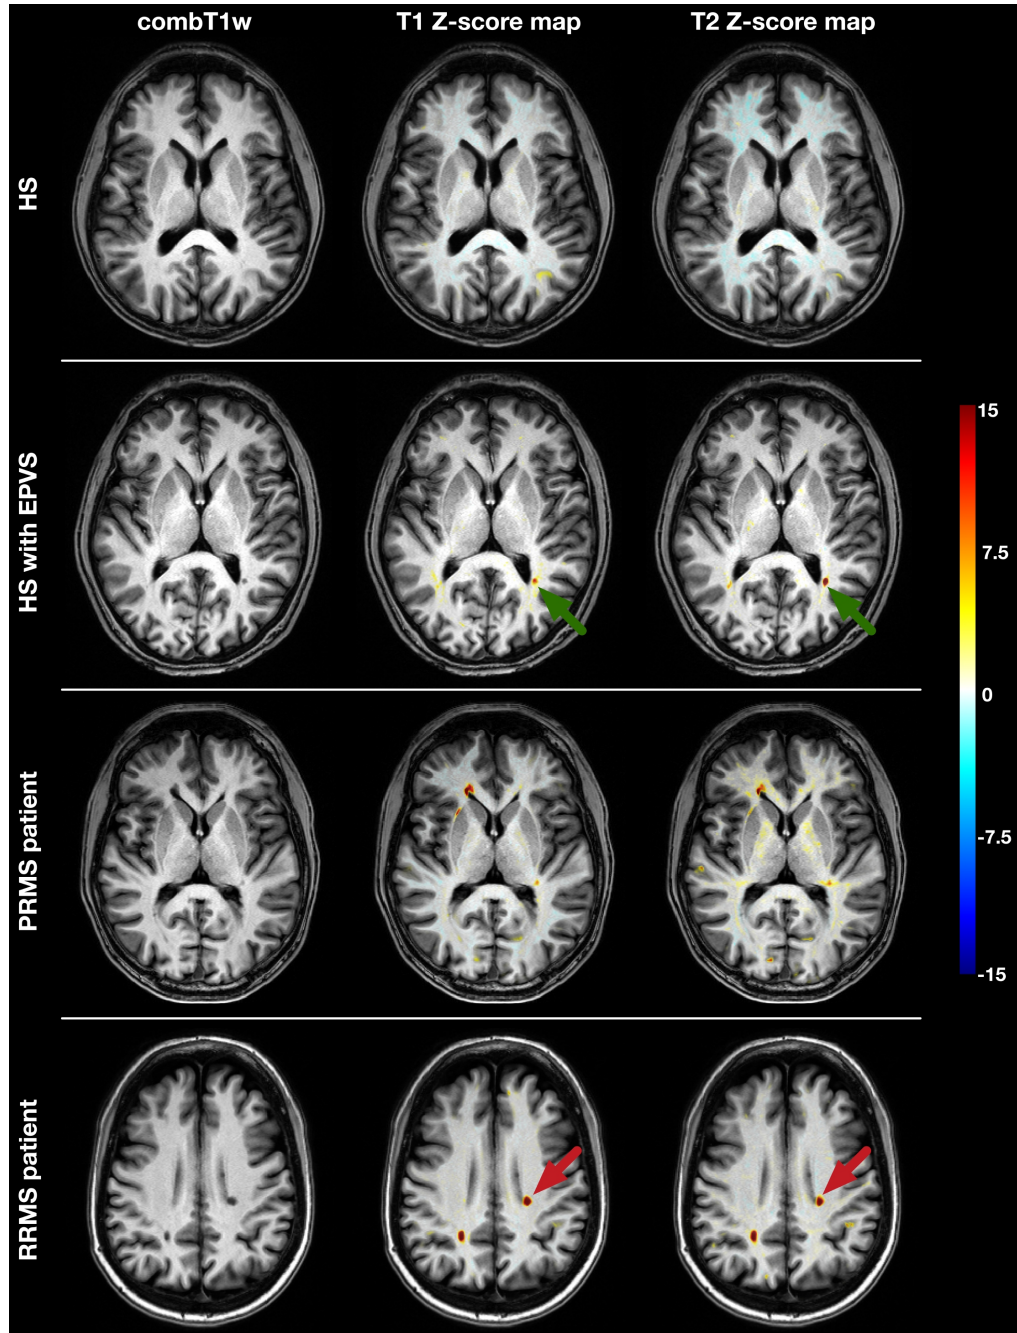 combT1w
T1 Z-score map
T2 Z-score map
HS
HS with EPVS
PRMS patient
RRMS patient
15
7.5
0
-7.5
-15